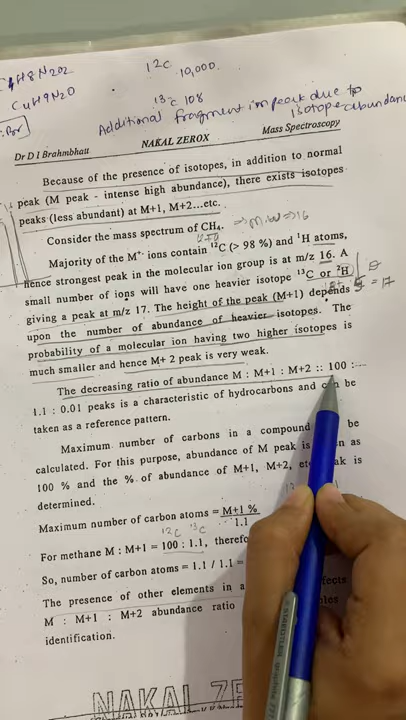 C4H8N2O2 12C 10,000.
C4H9N2O 13C 108
Additional fragment ion peak due to
isotope abundanc
Dr D I Brahmbhatt NAKAL ZEROX Mass Spectroscopy
Because of the presence of isotopes, in addition to normal
peak (M peak - intense high abundance), there exists isotopes
peaks (less abundant) at M+1, M+2...etc.
Consider the mass spectrum of CH₄. ⇒ m.w ⇒ 16
Majority of the M⁺ ions contain ¹²C (> 98 %) and ¹H atoms,
hence strongest peak in the molecular ion group is at m/z 16. A
small number of ions will have one heavier isotope ¹³C or ²H
giving a peak at m/z 17. The height of the peak (M+1) depends = 17
upon the number of abundance of heavier isotopes. The
probability of a molecular ion having two higher isotopes is
much smaller and hence M+ 2 peak is very weak.
The decreasing ratio of abundance M : M+1 : M+2 :: 100 :
1.1 : 0.01 peaks is a characteristic of hydrocarbons and can be
taken as a reference pattern.
Maximum number of carbons in a compound be
calculated. For this purpose, abundance of M peak is as
100 % and the % of abundance of M+1, M+2, is
determined.
Maximum number of carbon atoms = M+1 %
1.1
12C 13C
For methane M : M+1 = 100 : 1.1, therefo
So, number of carbon atoms = 1.1 / 1.1 =
The presence of other elements in a
M : M+1 : M+2 abundance ratio
identification.
NAKAL ZE